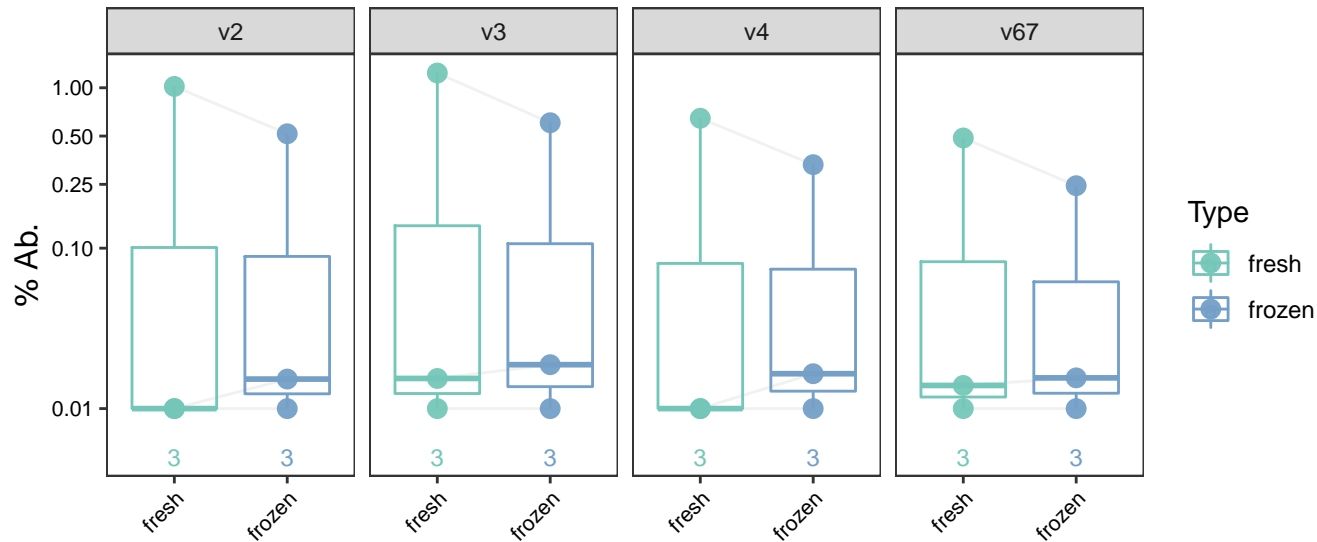 v2 v3 v4 v67
% Ab.
1.00
0.50
0.25
0.10
0.01
3 3 3 3 3 3 3 3
fresh frozen fresh frozen fresh frozen fresh frozen
Type
fresh
frozen